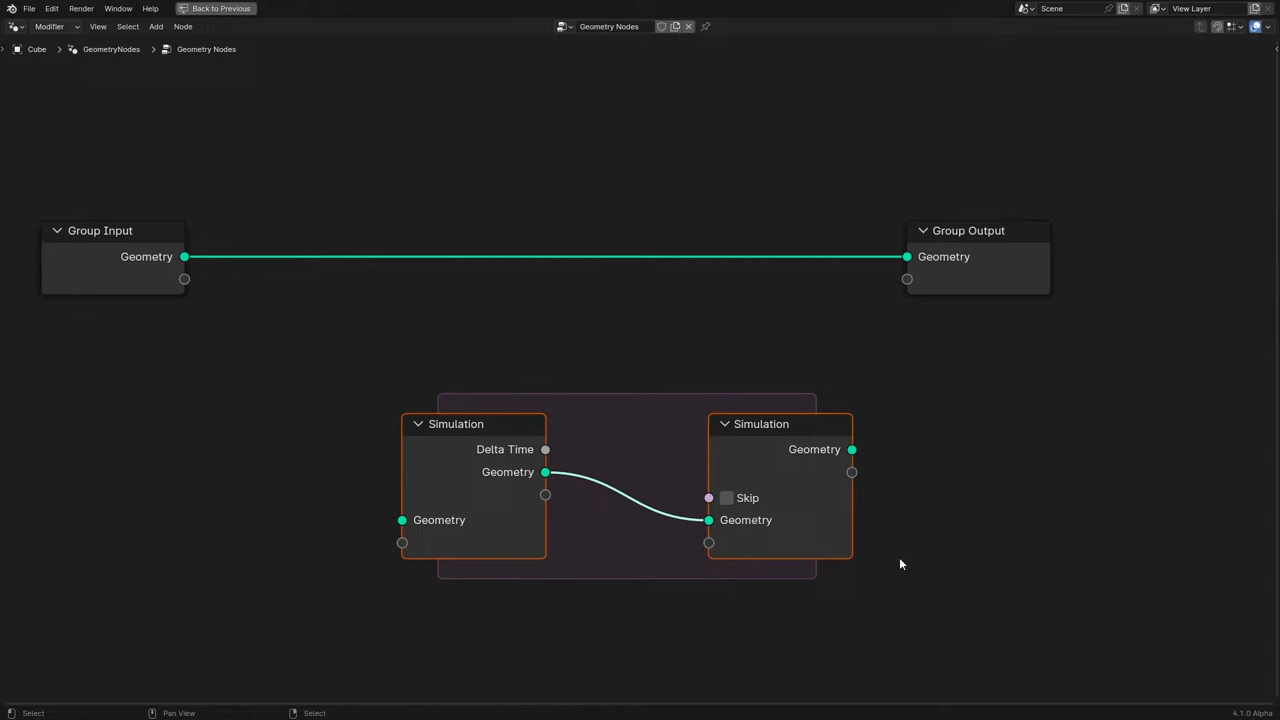 File Edit Render Window Help Back to Previous Scene View Layer
Modifier View Select Add Node Geometry Nodes
Cube GeometryNodes Geometry Nodes
Group Input
Geometry
Group Output
Geometry
Simulation
Delta Time
Geometry
Geometry
Simulation
Geometry
Skip
Geometry
Select Pan View Select 4.1.0 Alpha